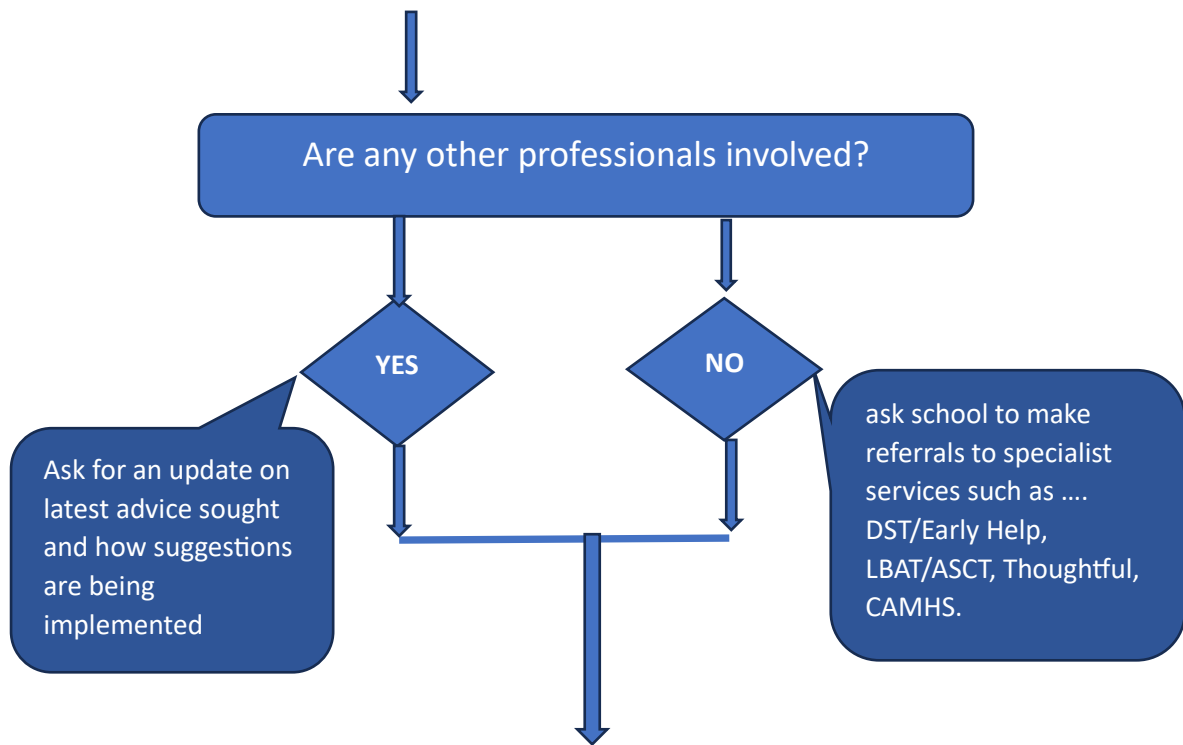 Are any other professionals involved?
YES
NO
Ask for an update on
latest advice sought
and how suggestions
are being
implemented
ask school to make
referrals to specialist
services such as ….
DST/Early Help,
LBAT/ASCT, Thoughtful,
CAMHS.